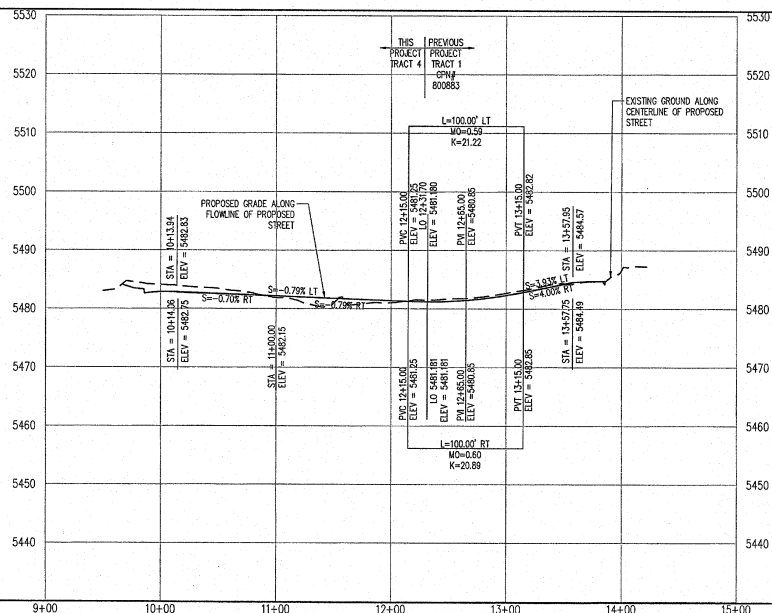 5530
5520
5510
5500
5490
5480
5470
5460
5450
5440
5530
5520
5510
5500
5490
5480
5470
5460
5450
5440
THIS
PROJECT
TRACT 4
PREVIOUS
PROJECT
TRACT 1
CPN#
800883
EXISTING GROUND ALONG
CENTERLINE OF PROPOSED
STREET
L=100.00' LT
MO=0.59
K=21.22
PROPOSED GRADE ALONG
FLOWLINE OF PROPOSED
STREET
STA = 10+13.94
ELEV = 5482.83
PVC 12+15.00
ELEV = 5481.25
LO 12+31.70
ELEV = 5481.180
PVI 12+65.00
ELEV =5480.85
PVT 13+15.00
ELEV = 5482.82
STA = 13+57.95
ELEV = 5484.57
S=-0.79% LT
S=-0.70% RT
S=-0.79% RT
S=3.93% LT
S=4.00% RT
STA = 10+14.06
ELEV = 5482.75
STA = 11+00.00
ELEV = 5482.15
PVC 12+15.00
ELEV = 5481.25
LO 5481.181
ELEV = 5481.181
PVI 12+65.00
ELEV =5480.85
PVT 13+15.00
ELEV = 5482.85
STA = 13+57.75
ELEV = 5484.49
L=100.00' RT
MO=0.60
K=20.89
9+00
10+00
11+00
12+00
13+00
14+00
15+00